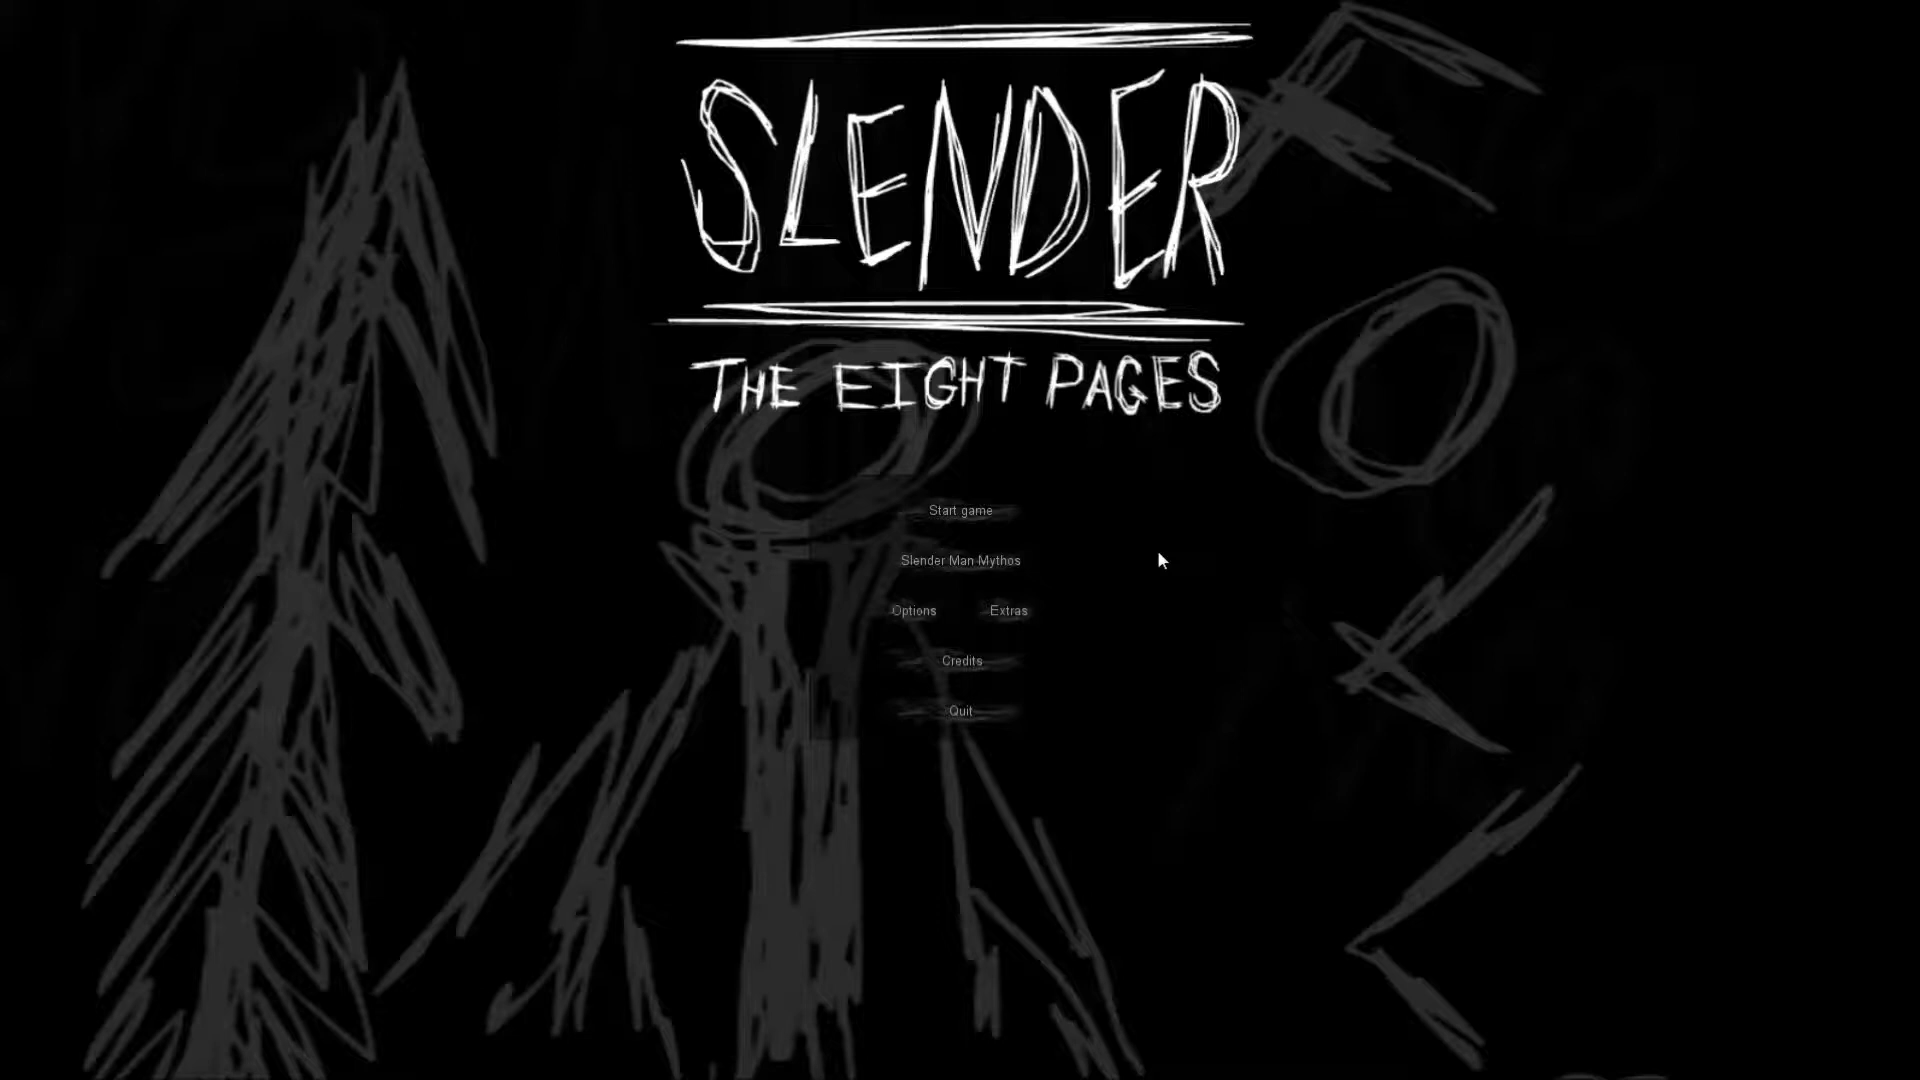 SLENDER
THE EIGHT PAGES
Start game
Slender Man Mythos
Options Extras
Credits
Quit